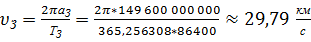 υ₃ = 2πa₃/T₃ = 2π*149 600 000 000/365,256308*86400 ≈ 29,79 км/с